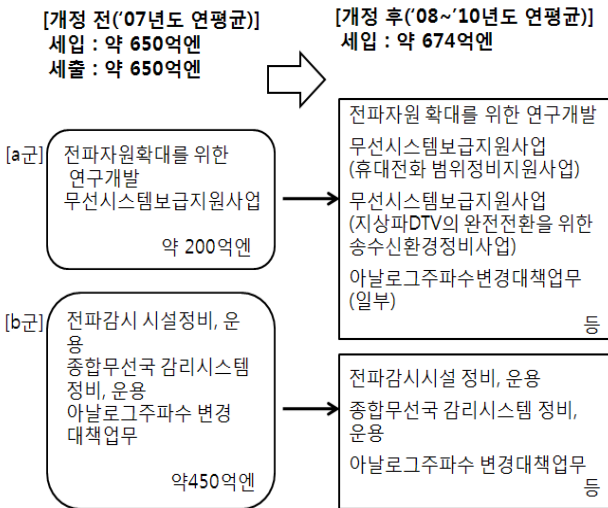 [개정 전('07년도 연평균)]
세입 : 약 650억엔
세출 : 약 650억엔
[개정 후('08~'10년도 연평균)]
세입 : 약 674억엔
[a군]
전파자원확대를 위한
연구개발
무선시스템보급지원사업
약 200억엔
전파자원 확대를 위한 연구개발
무선시스템보급지원사업
(휴대전화 범위정비지원사업)
무선시스템보급지원사업
(지상파DTV의 완전전환을 위한
송수신환경정비사업)
아날로그주파수변경대책업무
(일부)
등
[b군]
전파감시 시설정비, 운
용
종합무선국 감리시스템
정비, 운용
아날로그주파수 변경
대책업무
약450억엔
전파감시시설 정비, 운용
종합무선국 감리시스템 정비,
운용
아날로그주파수 변경대책업무
등